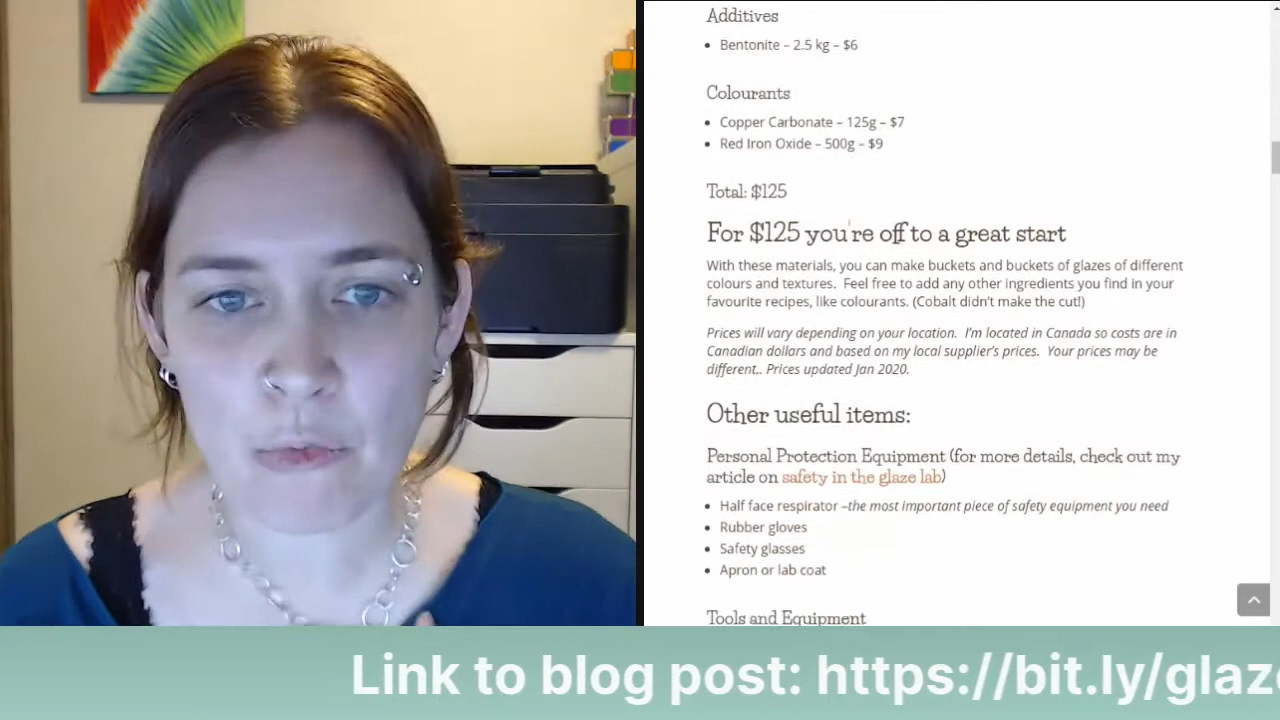 Additives
• Bentonite – 2.5 kg – $6
Colourants
• Copper Carbonate – 125g – $7
• Red Iron Oxide – 500g – $9
Total: $125
For $125 you're off to a great start
With these materials, you can make buckets and buckets of glazes of different
colours and textures. Feel free to add any other ingredients you find in your
favourite recipes, like colourants. (Cobalt didn't make the cut!)
Prices will vary depending on your location. I'm located in Canada so costs are in
Canadian dollars and based on my local supplier's prices. Your prices may be
different.. Prices updated Jan 2020.
Other useful items:
Personal Protection Equipment (for more details, check out my
article on safety in the glaze lab)
• Half face respirator –the most important piece of safety equipment you need
• Rubber gloves
• Safety glasses
• Apron or lab coat
Tools and Equipment
Link to blog post: https://bit.ly/glaz